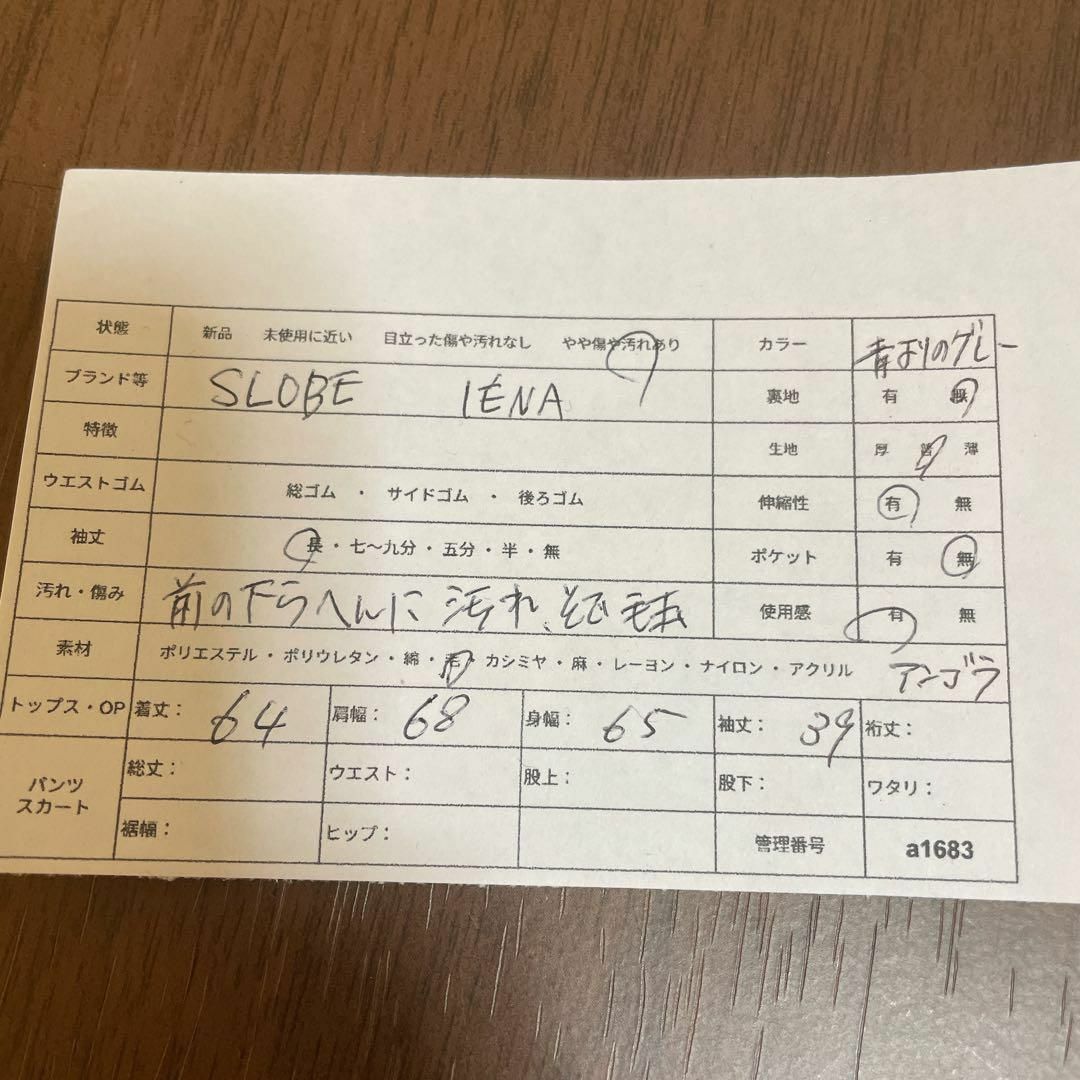 状態 新品 未使用に近い 目立った傷や汚れなし やや傷や汚れあり カラー 青よりのグレー
ブランド等 SLOBE IÉNA 裏地 有 無
特徴 生地 厚 普 薄
ウエストゴム 総ゴム ・ サイドゴム ・ 後ろゴム 伸縮性 有 無
袖丈 長・七〜九分・五分・半・無 ポケット 有 無
汚れ・傷み 前の下らへんに汚れ、そで毛玉 使用感 有 無
素材 ポリエステル・ポリウレタン・綿・毛・カシミヤ・麻・レーヨン・ナイロン・アクリル アンゴラ
トップス・OP 着丈: 64 肩幅: 68 身幅: 65 袖丈: 39 裄丈:
パンツ スカート 総丈: ウエスト: 股上: 股下: ワタリ:
裾幅: ヒップ: 管理番号 a1683